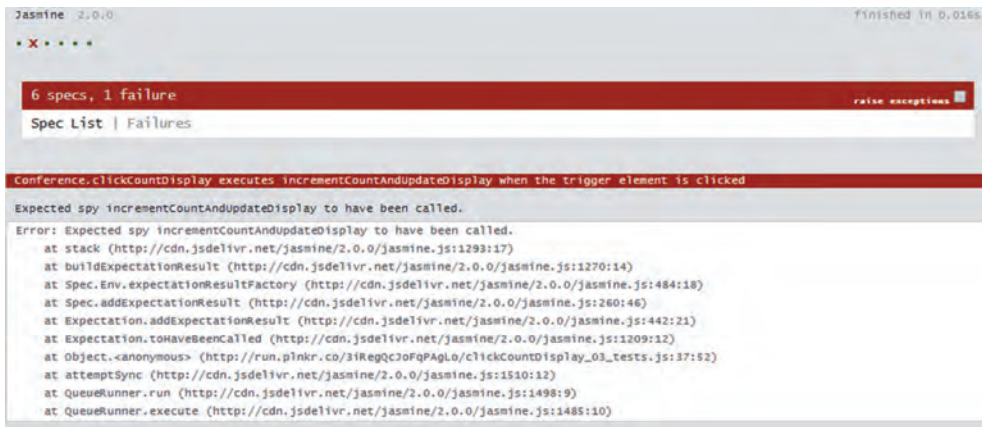 Jasmine 2.0.0 finished in 0.016s
• x • • • •
6 specs, 1 failure raise exceptions
Spec List | Failures
Conference.clickCountDisplay executes incrementCountAndUpdateDisplay when the trigger element is clicked
Expected spy incrementCountAndUpdateDisplay to have been called.
Error: Expected spy incrementCountAndUpdateDisplay to have been called.
at stack (http://cdn.jsdelivr.net/jasmine/2.0.0/jasmine.js:1293:17)
at buildExpectationResult (http://cdn.jsdelivr.net/jasmine/2.0.0/jasmine.js:1270:14)
at Spec.Env.expectationResultFactory (http://cdn.jsdelivr.net/jasmine/2.0.0/jasmine.js:484:18)
at Spec.addExpectationResult (http://cdn.jsdelivr.net/jasmine/2.0.0/jasmine.js:260:46)
at Expectation.addExpectationResult (http://cdn.jsdelivr.net/jasmine/2.0.0/jasmine.js:442:21)
at Expectation.toHaveBeenCalled (http://cdn.jsdelivr.net/jasmine/2.0.0/jasmine.js:1209:12)
at Object.<anonymous> (http://run.plnkr.co/3iRegQcJoFqPAgLo/clickCountDisplay_03_tests.js:37:52)
at attemptSync (http://cdn.jsdelivr.net/jasmine/2.0.0/jasmine.js:1510:12)
at QueueRunner.run (http://cdn.jsdelivr.net/jasmine/2.0.0/jasmine.js:1498:9)
at QueueRunner.execute (http://cdn.jsdelivr.net/jasmine/2.0.0/jasmine.js:1485:10)